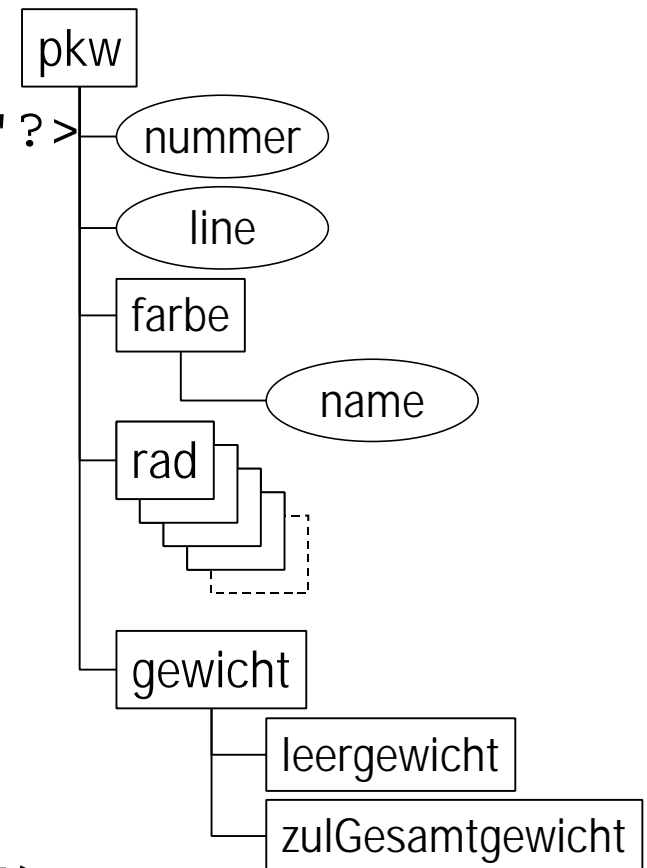 pkw
"?>
nummer
line
farbe
name
rad
gewicht
leergewicht
zulGesamtgewicht